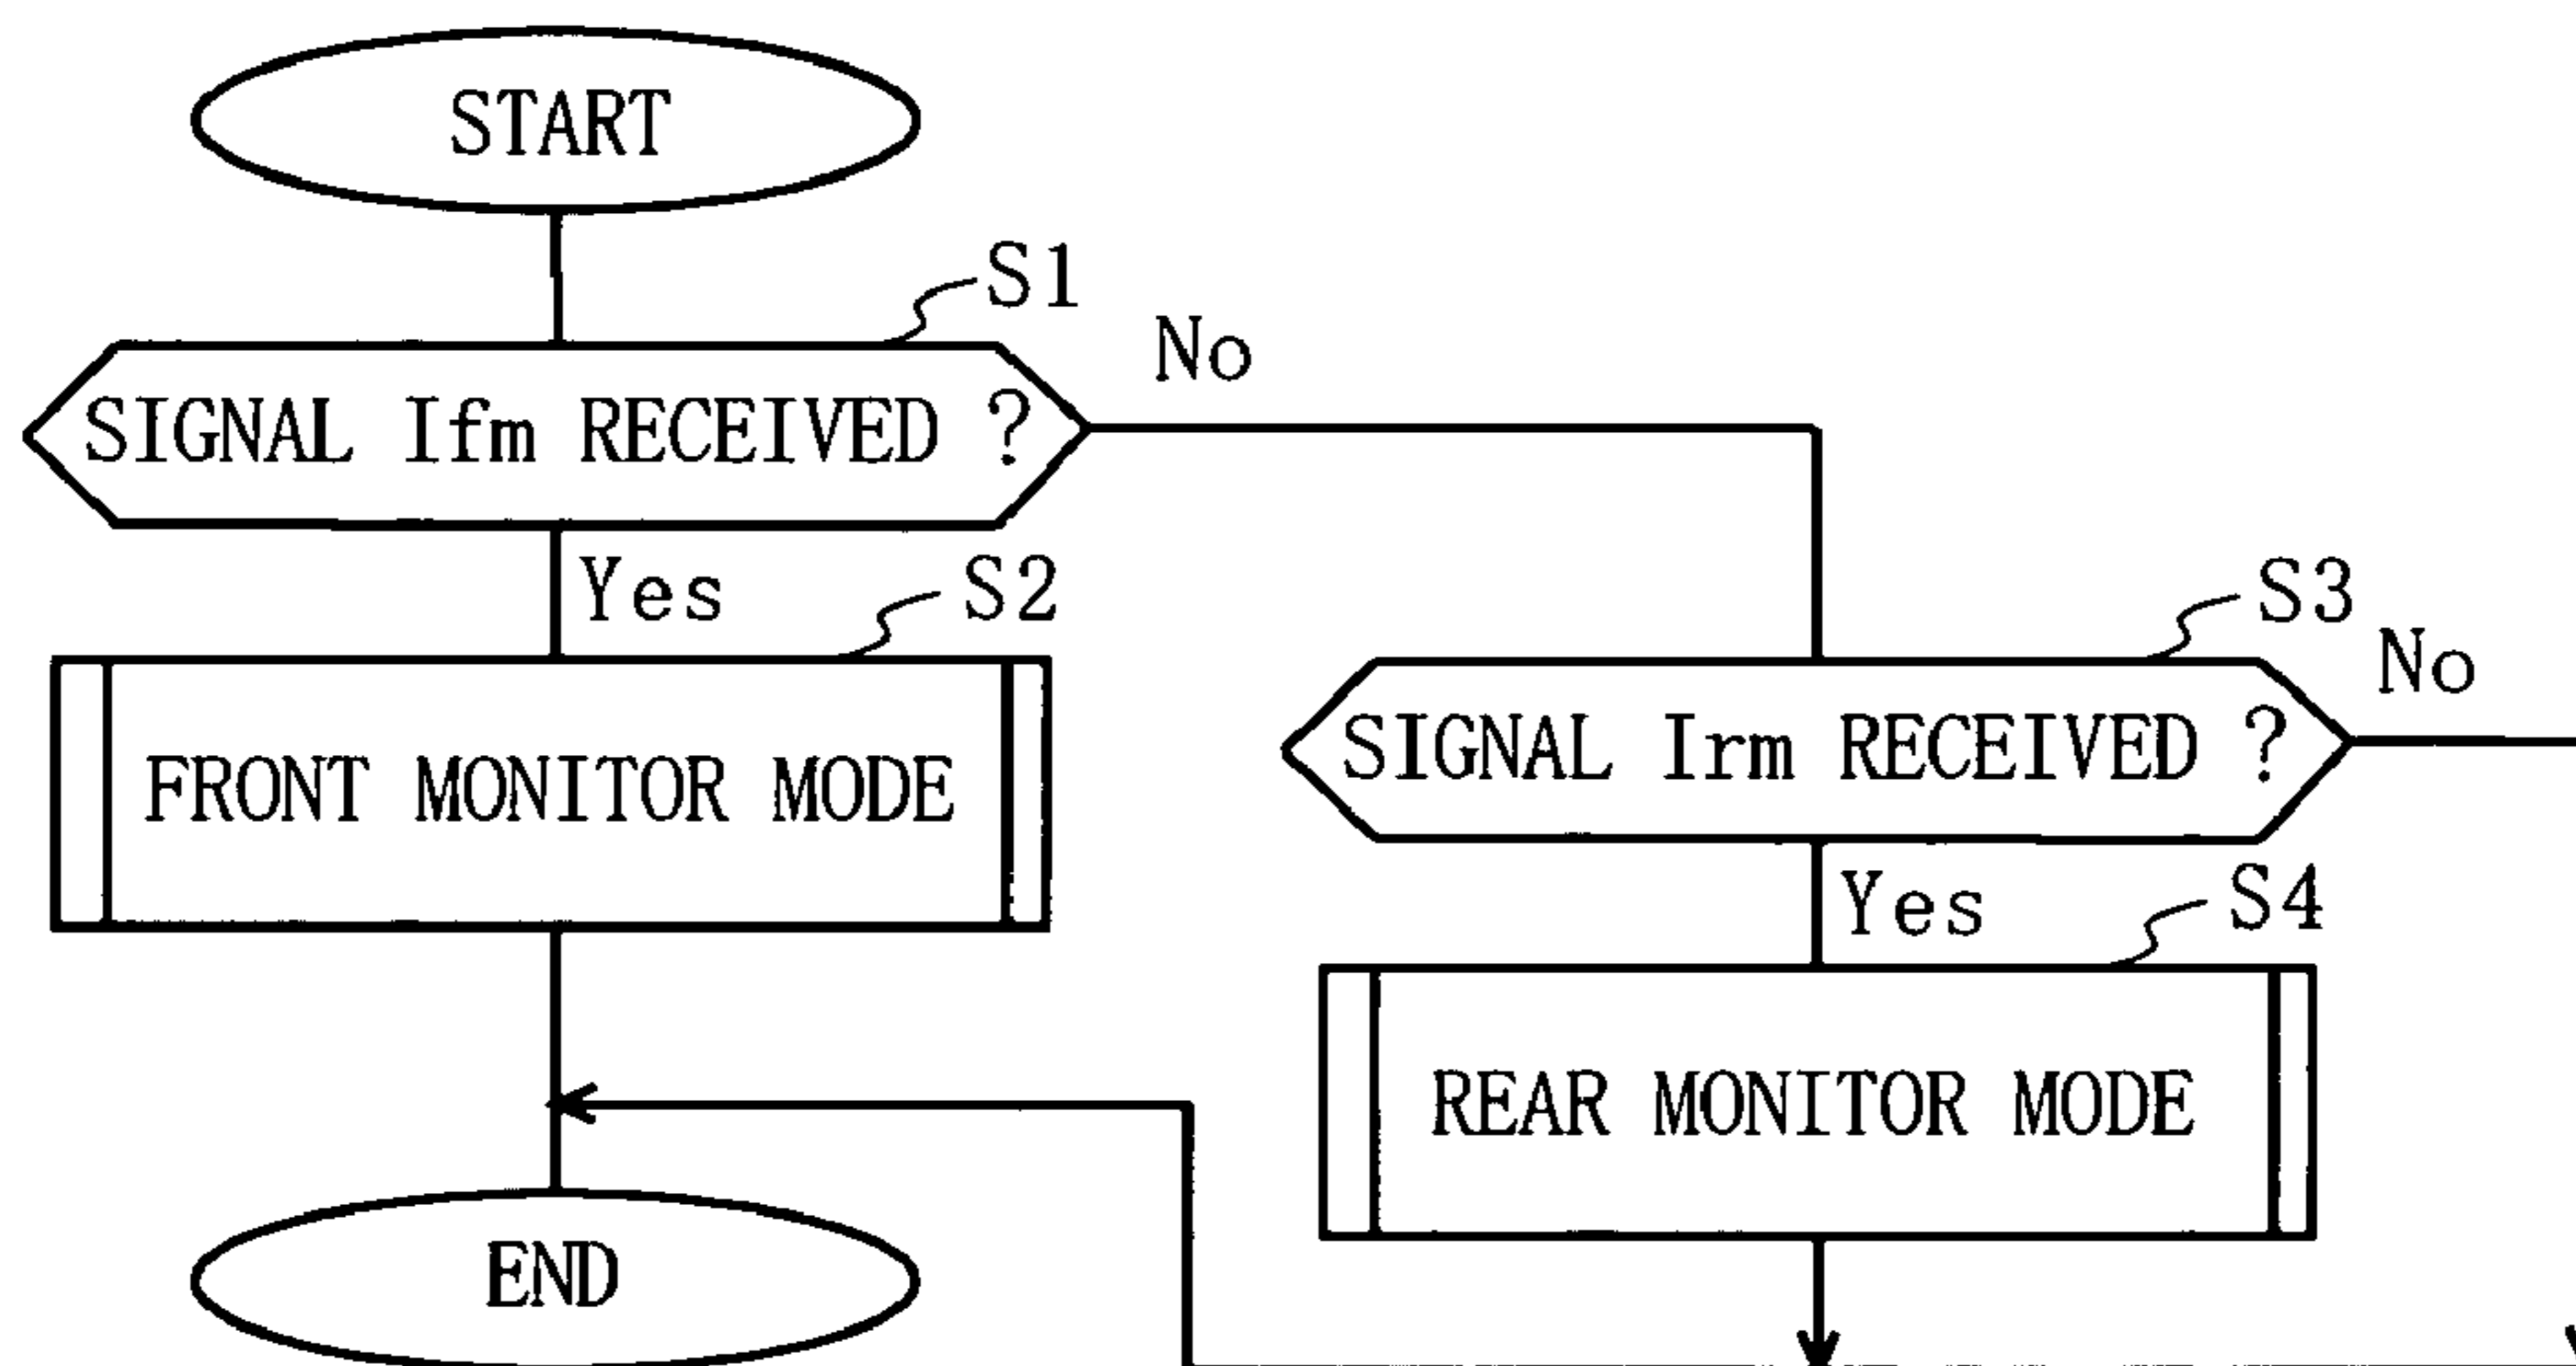 START
S1
No
SIGNAL Ifm RECEIVED ?
Yes
S2
FRONT MONITOR MODE
S3
No
SIGNAL Irm RECEIVED ?
Yes
S4
REAR MONITOR MODE
END